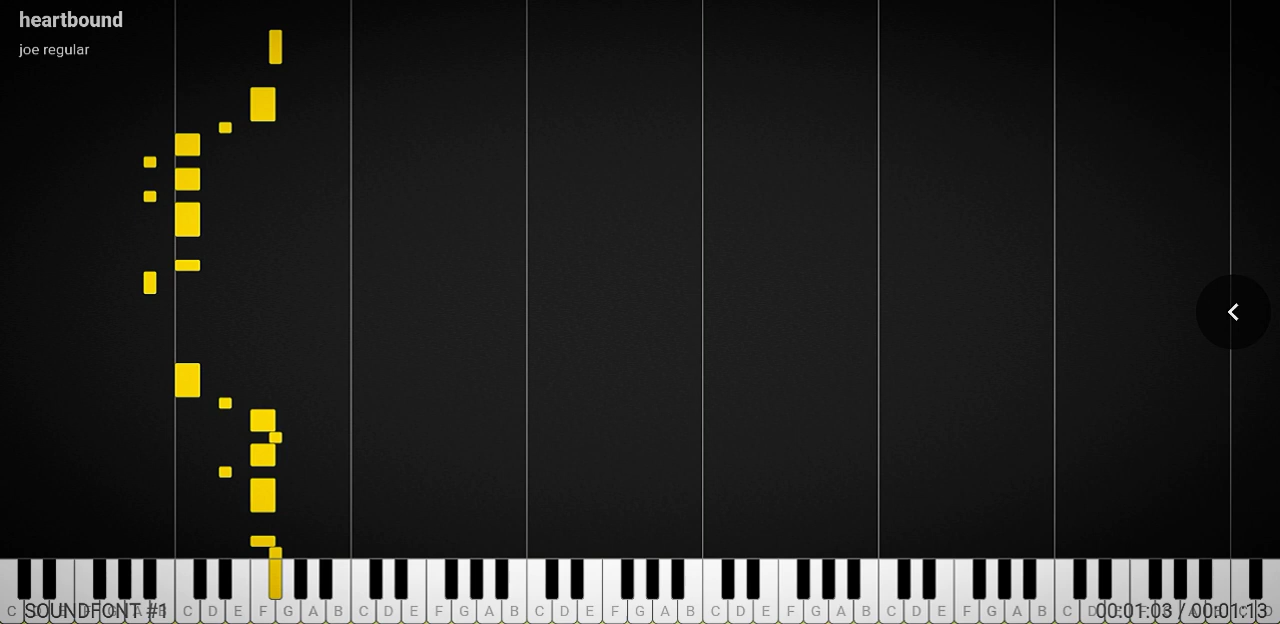 heartbound
joe regular
C D E F G A B C D E F G A B C D E F G A B C D E F G A B C D E F G A B C D E F G A B C D
SOUNDFONT #1
00:01:03 / 00:01:13